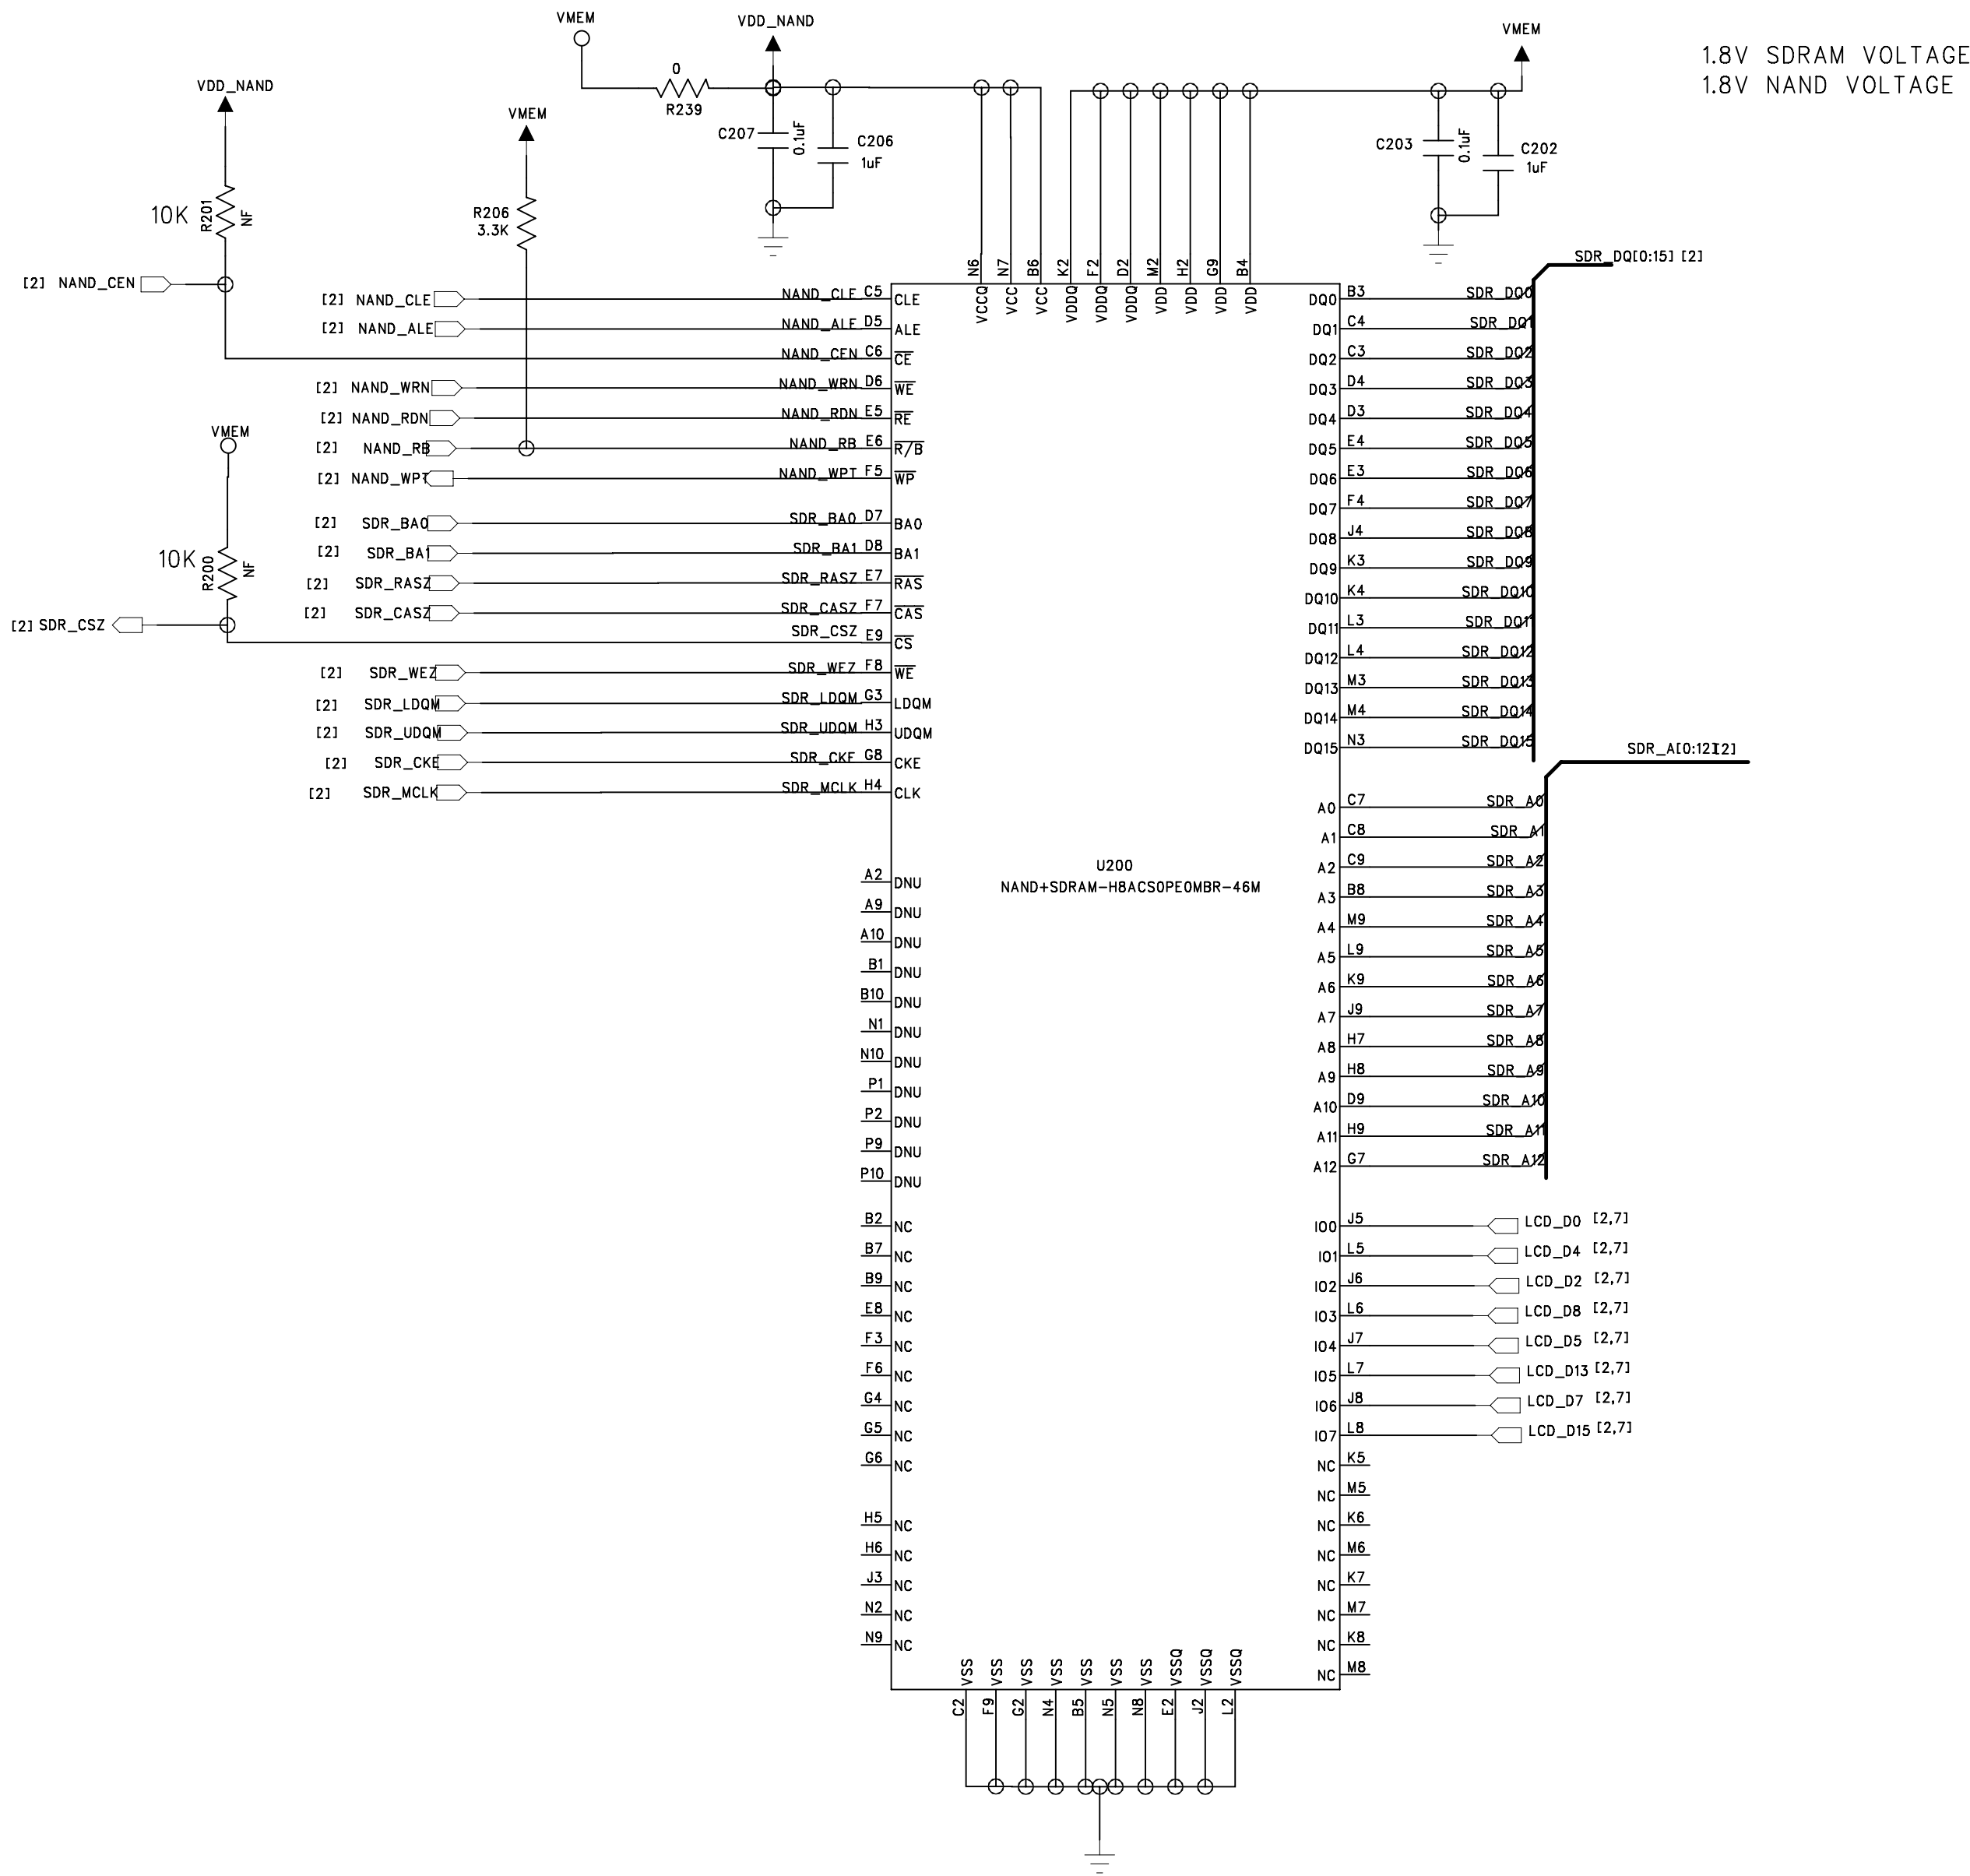 VMEM
VDD_NAND
VMEM
1.8V SDRAM VOLTAGE
1.8V NAND VOLTAGE
VDD_NAND
0
R239
VMEM
C207
0.1uF
C206
1uF
C203
0.1uF
C202
1uF
10K
R201
NF
R206
3.3K
[2] NAND_CEN
N6
N7
B6
K2
F2
D2
M2
H2
G9
B4
VCCQ
VCC
VCC
VDDQ
VDDQ
VDDQ
VDD
VDD
VDD
VDD
SDR_DQ[0:15] [2]
[2] NAND_CLE
NAND_CLE C5 CLE
[2] NAND_ALE
NAND_ALE D5 ALE
NAND_CEN C6 CE
[2] NAND_WRN
NAND_WRN D6 WE
[2] NAND_RDN
NAND_RDN E5 RE
[2] NAND_RB
NAND_RB E6 R/B
[2] NAND_WPT
NAND_WPT F5 WP
VMEM
10K
R200
NF
[2] SDR_CSZ
[2] SDR_BA0
SDR_BA0 D7 BA0
[2] SDR_BA1
SDR_BA1 D8 BA1
[2] SDR_RASZ
SDR_RASZ E7 RAS
[2] SDR_CASZ
SDR_CASZ F7 CAS
SDR_CSZ E9 CS
[2] SDR_WEZ
SDR_WEZ F8 WE
[2] SDR_LDQM
SDR_LDQM G3 LDQM
[2] SDR_UDQM
SDR_UDQM H3 UDQM
[2] SDR_CKE
SDR_CKE G8 CKE
[2] SDR_MCLK
SDR_MCLK H4 CLK
DQ0 B3 SDR_DQ0
DQ1 C4 SDR_DQ1
DQ2 C3 SDR_DQ2
DQ3 D4 SDR_DQ3
DQ4 D3 SDR_DQ4
DQ5 E4 SDR_DQ5
DQ6 E3 SDR_DQ6
DQ7 F4 SDR_DQ7
DQ8 J4 SDR_DQ8
DQ9 K3 SDR_DQ9
DQ10 K4 SDR_DQ10
DQ11 L3 SDR_DQ11
DQ12 L4 SDR_DQ12
DQ13 M3 SDR_DQ13
DQ14 M4 SDR_DQ14
DQ15 N3 SDR_DQ15
SDR_A[0:12][2]
A0 C7 SDR_A0
A1 C8 SDR_A1
A2 C9 SDR_A2
A3 B8 SDR_A3
A4 M9 SDR_A4
A5 L9 SDR_A5
A6 K9 SDR_A6
A7 J9 SDR_A7
A8 H7 SDR_A8
A9 H8 SDR_A9
A10 D9 SDR_A10
A11 H9 SDR_A11
A12 G7 SDR_A12
U200
NAND+SDRAM-H8ACS0PE0MBR-46M
A2 DNU
A9 DNU
A10 DNU
B1 DNU
B10 DNU
N1 DNU
N10 DNU
P1 DNU
P2 DNU
P9 DNU
P10 DNU
B2 NC
B7 NC
B9 NC
E8 NC
F3 NC
F6 NC
G4 NC
G5 NC
G6 NC
H5 NC
H6 NC
J3 NC
N2 NC
N9 NC
IO0 J5 LCD_D0 [2,7]
IO1 L5 LCD_D4 [2,7]
IO2 J6 LCD_D2 [2,7]
IO3 L6 LCD_D8 [2,7]
IO4 J7 LCD_D5 [2,7]
IO5 L7 LCD_D13 [2,7]
IO6 J8 LCD_D7 [2,7]
IO7 L8 LCD_D15 [2,7]
NC K5
NC M5
NC K6
NC M6
NC K7
NC M7
NC K8
NC M8
VSS
VSS
VSS
VSS
VSS
VSS
VSS
VSSQ
VSSQ
VSSQ
C2
F9
G2
N4
B5
N5
N8
E2
J2
L2